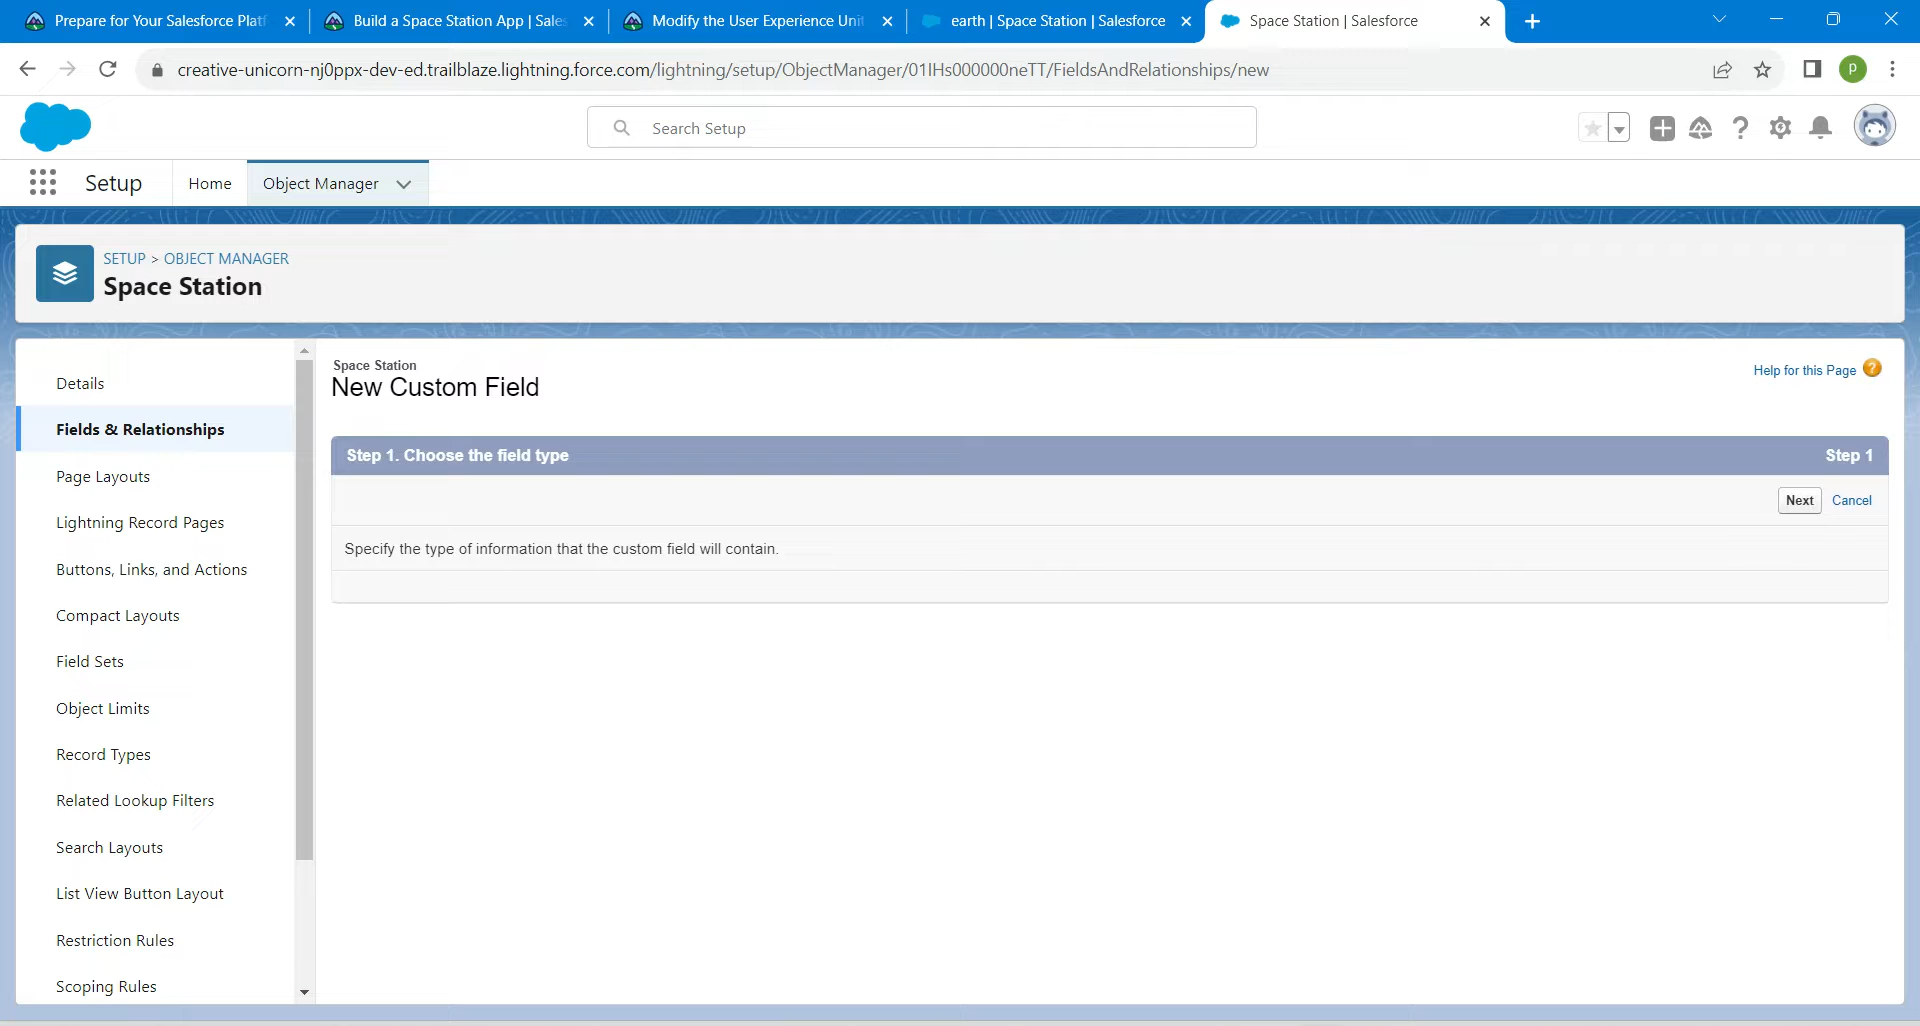 Prepare for Your Salesforce Platf
Build a Space Station App | Sales
Modify the User Experience Unit
earth | Space Station | Salesforce
Space Station | Salesforce
creative-unicorn-nj0ppx-dev-ed.trailblaze.lightning.force.com/lightning/setup/ObjectManager/01IHs000000neTT/FieldsAndRelationships/new
P
Search Setup
Setup
Home
Object Manager
SETUP > OBJECT MANAGER
Space Station
Details
Fields & Relationships
Page Layouts
Lightning Record Pages
Buttons, Links, and Actions
Compact Layouts
Field Sets
Object Limits
Record Types
Related Lookup Filters
Search Layouts
List View Button Layout
Restriction Rules
Scoping Rules
Space Station
New Custom Field
Help for this Page
Step 1. Choose the field type
Step 1
Next
Cancel
Specify the type of information that the custom field will contain.